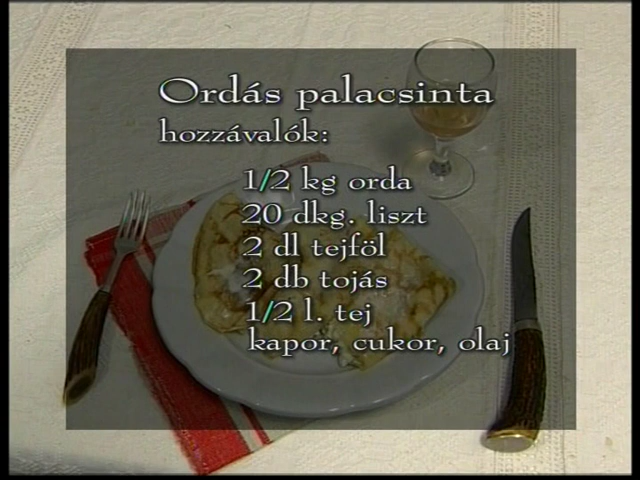 Ordás palacsinta
hozzávalók:
1/2 kg orda
20 dkg. liszt
2 dl tejföl
2 db tojás
1/2 l. tej
kapor, cukor, olaj